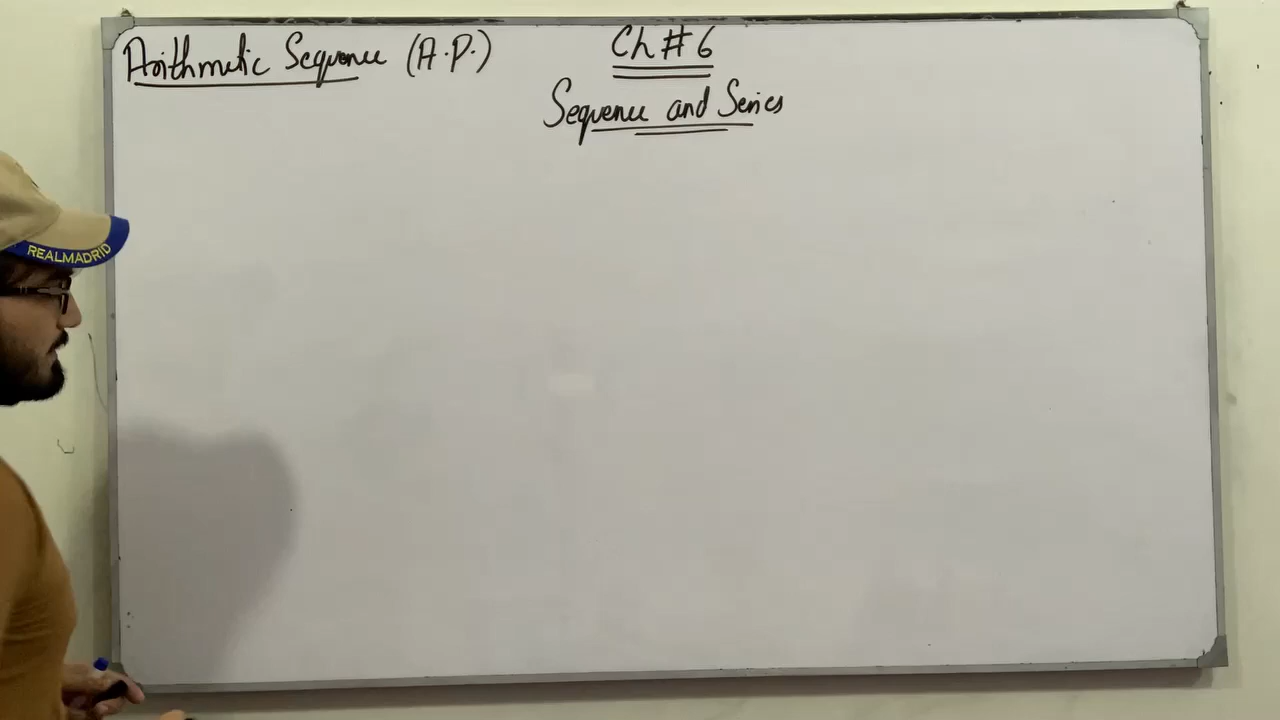 Arithmetic Sequence (A.P.)
Ch # 6
Sequence and Series
REALMADRID